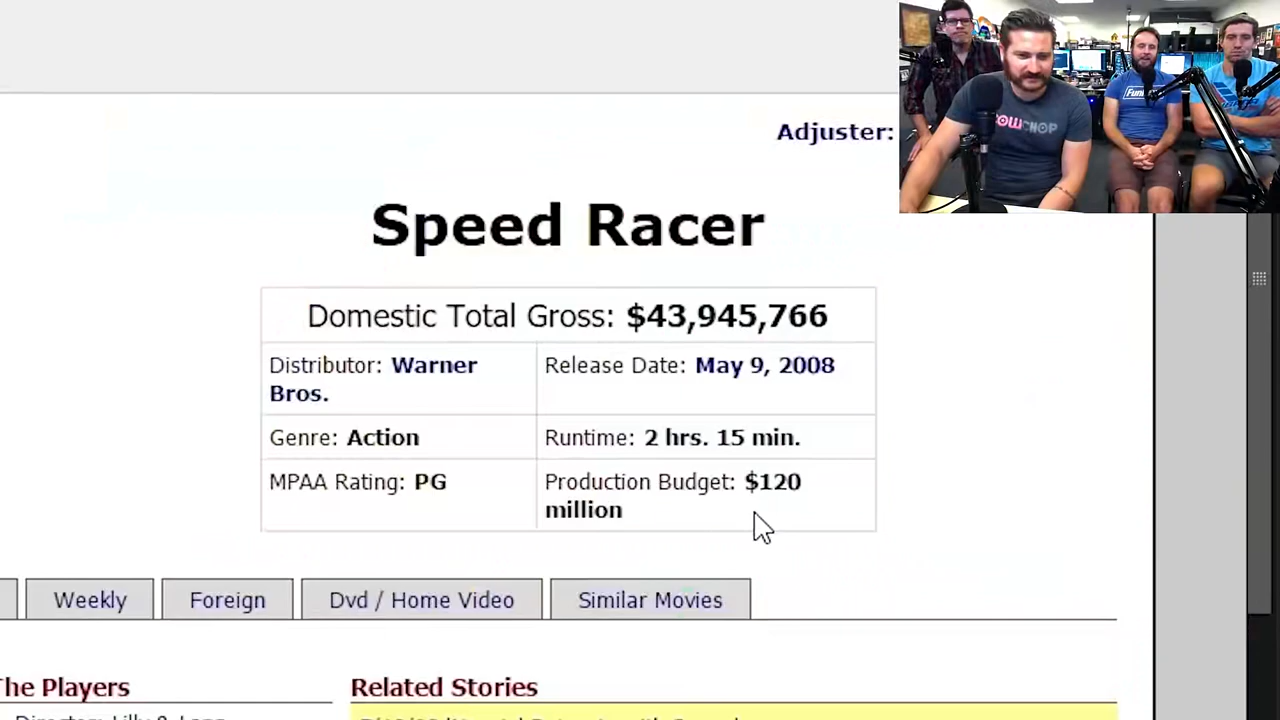 Adjuster:
Speed Racer
Domestic Total Gross: $43,945,766
Distributor: Warner
Bros.
Release Date: May 9, 2008
Genre: Action
Runtime: 2 hrs. 15 min.
MPAA Rating: PG
Production Budget: $120
million
Weekly
Foreign
Dvd / Home Video
Similar Movies
The Players
Related Stories